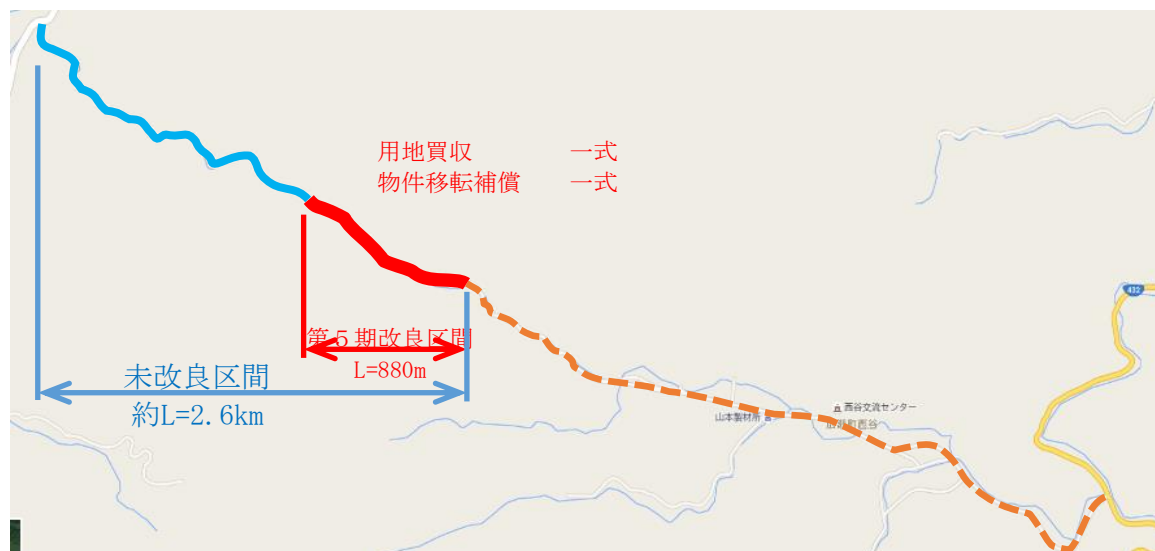 用地買収 一式
物件移転補償 一式
432
第5期改良区間
L=880m
未改良区間
約L=2.6km
西谷交流センター
山本製材所